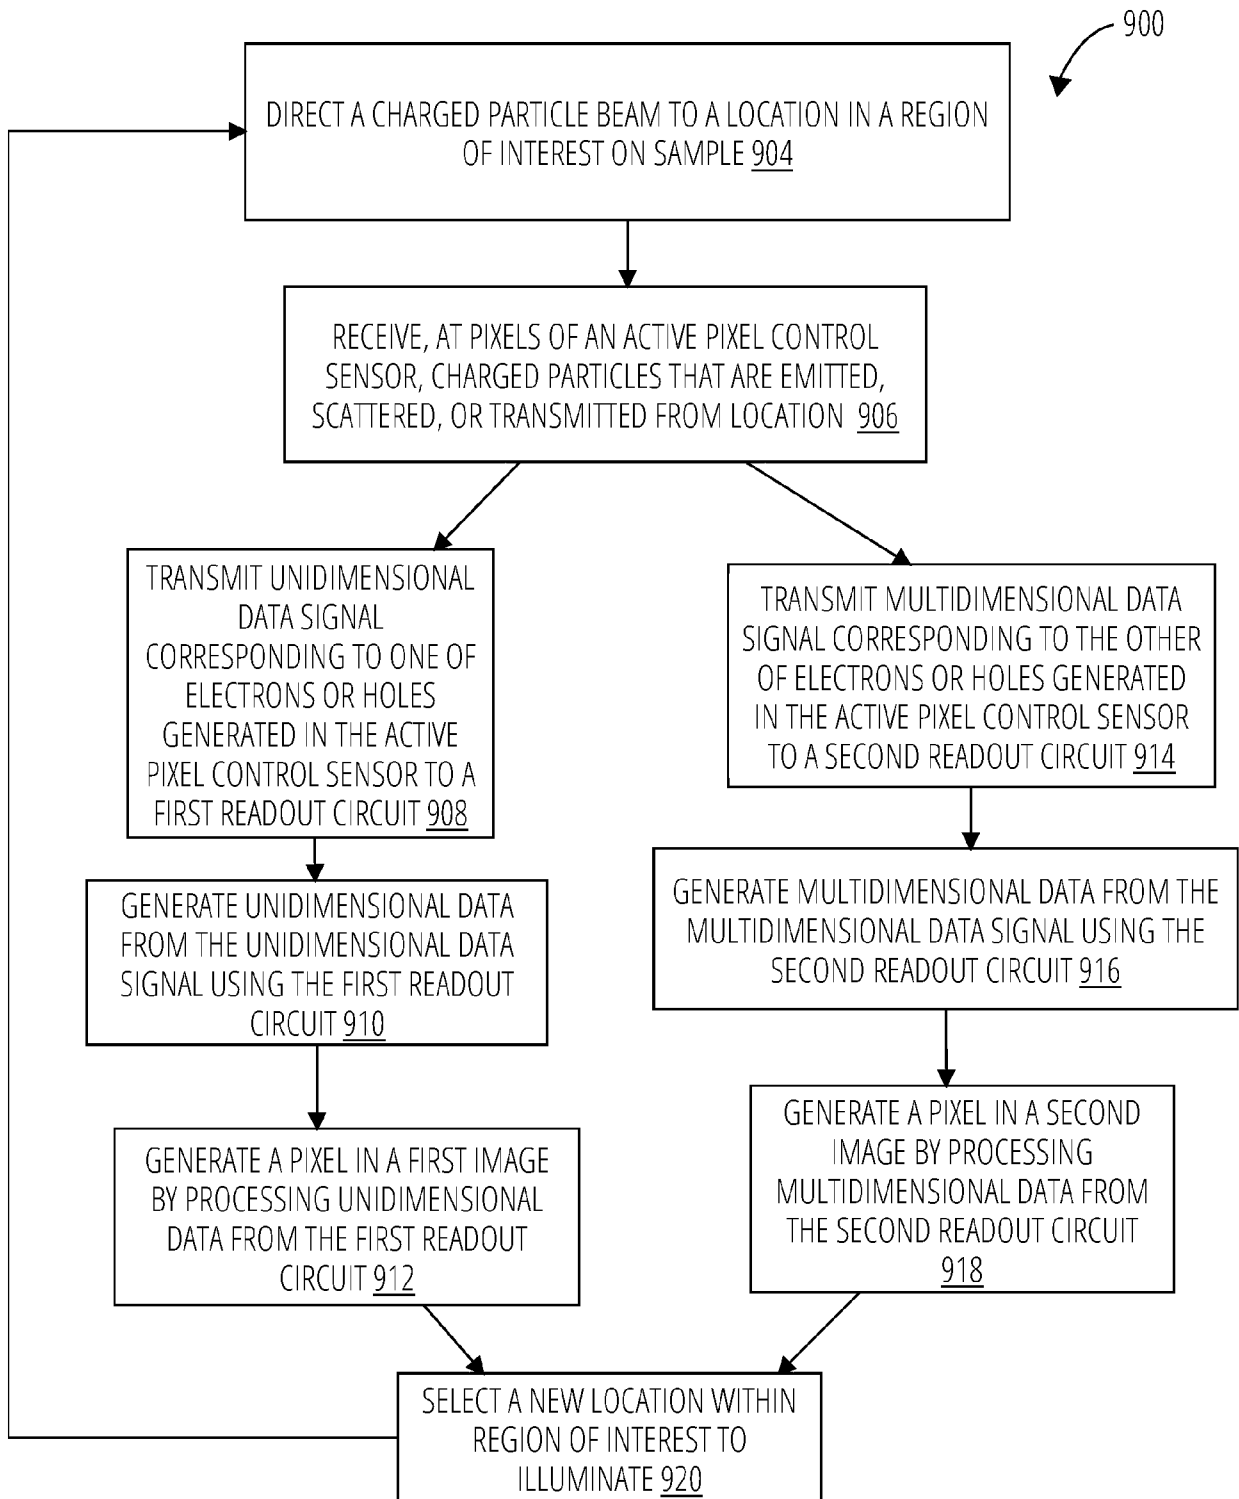 900
DIRECT A CHARGED PARTICLE BEAM TO A LOCATION IN A REGION
OF INTEREST ON SAMPLE 904
RECEIVE, AT PIXELS OF AN ACTIVE PIXEL CONTROL
SENSOR, CHARGED PARTICLES THAT ARE EMITTED,
SCATTERED, OR TRANSMITTED FROM LOCATION 906
TRANSMIT UNIDIMENSIONAL
DATA SIGNAL
CORRESPONDING TO ONE OF
ELECTRONS OR HOLES
GENERATED IN THE ACTIVE
PIXEL CONTROL SENSOR TO A
FIRST READOUT CIRCUIT 908
GENERATE UNIDIMENSIONAL DATA
FROM THE UNIDIMENSIONAL DATA
SIGNAL USING THE FIRST READOUT
CIRCUIT 910
GENERATE A PIXEL IN A FIRST IMAGE
BY PROCESSING UNIDIMENSIONAL
DATA FROM THE FIRST READOUT
CIRCUIT 912
TRANSMIT MULTIDIMENSIONAL DATA
SIGNAL CORRESPONDING TO THE OTHER
OF ELECTRONS OR HOLES GENERATED
IN THE ACTIVE PIXEL CONTROL SENSOR
TO A SECOND READOUT CIRCUIT 914
GENERATE MULTIDIMENSIONAL DATA FROM THE
MULTIDIMENSIONAL DATA SIGNAL USING THE
SECOND READOUT CIRCUIT 916
GENERATE A PIXEL IN A SECOND
IMAGE BY PROCESSING
MULTIDIMENSIONAL DATA FROM
THE SECOND READOUT CIRCUIT
918
SELECT A NEW LOCATION WITHIN
REGION OF INTEREST TO
ILLUMINATE 920